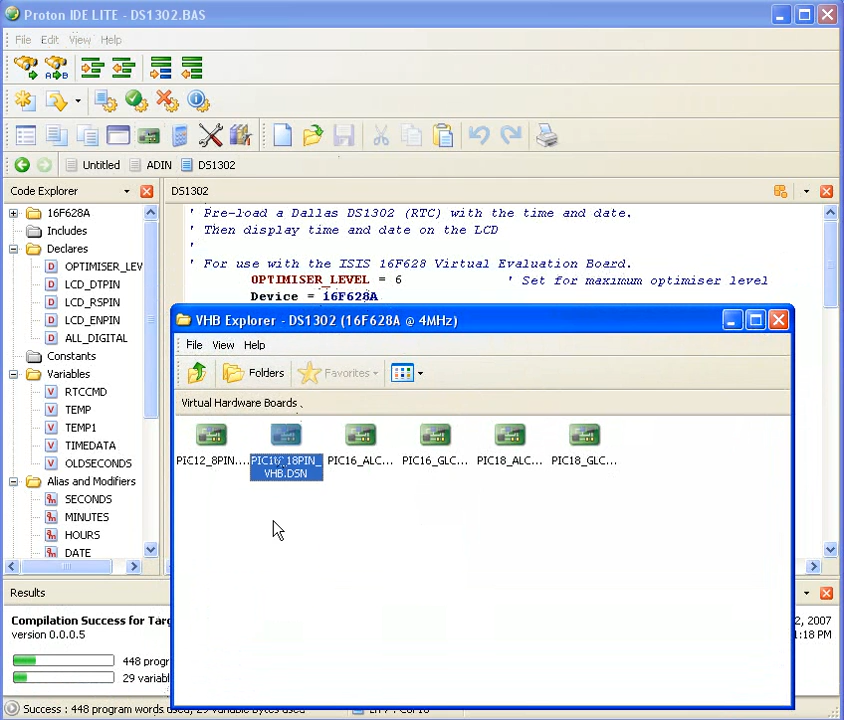 Proton IDE LITE - DS1302.BAS
File Edit View Help
Untitled ADIN DS1302
Code Explorer
DS1302
16F628A
Includes
Declares
OPTIMISER_LEV
LCD_DTPIN
LCD_RSPIN
LCD_ENPIN
ALL_DIGITAL
Constants
Variables
RTCCMD
TEMP
TEMP1
TIMEDATA
OLDSECONDS
Alias and Modifiers
SECONDS
MINUTES
HOURS
DATE
' Pre-load a Dallas DS1302 (RTC) with the time and date.
' Then display time and date on the LCD
'
' For use with the ISIS 16F628 Virtual Evaluation Board.
OPTIMISER_LEVEL = 6 ' Set for maximum optimiser level
Device = 16F628A
VHB Explorer - DS1302 (16F628A @ 4MHz)
File View Help
Folders Favorites
Virtual Hardware Boards
PIC12_8PIN.... PIC16_18PIN_ PIC16_ALC... PIC16_GLC... PIC18_ALC... PIC18_GLC...
VHB.DSN
Results
Compilation Success for Targ
version 0.0.0.5
448 progr
29 variabl
2, 2007
1:18 PM
Success : 448 program words used, 29 variable bytes used